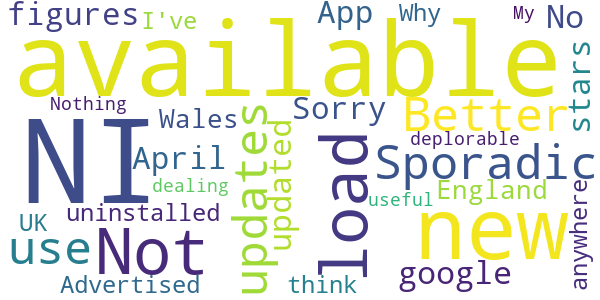 figures I've App Why My No
available
stars
Nothing
NI
Wales
updates
updated
Sorry
load
Better
deplorable
April
Sporadic
dealing
England
anywhere
useful
uninstalled
UK
use
Not
new
google
Advertised
think